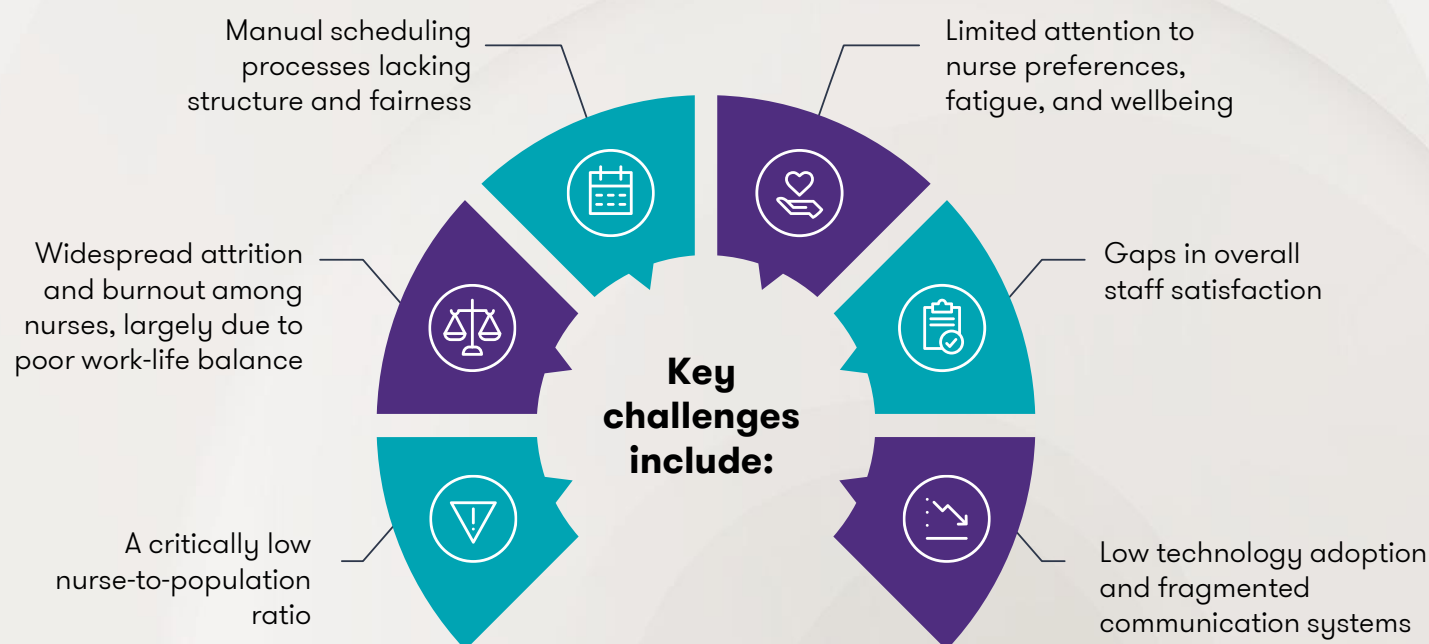 Key
challenges
include:
A critically low
nurse-to-population
ratio
Widespread attrition
and burnout among
nurses, largely due to
poor work-life balance
Manual scheduling
processes lacking
structure and fairness
Limited attention to
nurse preferences,
fatigue, and wellbeing
Gaps in overall
staff satisfaction
Low technology adoption
and fragmented
communication systems